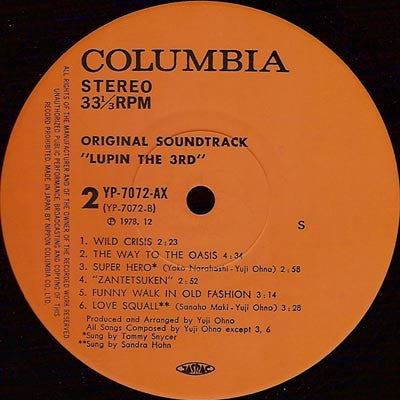 COLUMBIA
STEREO
33⅓RPM
ORIGINAL SOUNDTRACK
"LUPIN THE 3RD"
2 YP-7072-AX
(YP-7072-B)
Ⓟ 1978. 12
S
1. WILD CRISIS 2:23
2. THE WAY TO THE OASIS 4:34
3. SUPER HERO* (Yoko Narahashi-Yuji Ohno) 2:58
4. "ZANTETSUKEN" 2:52
5. FUNNY WALK IN OLD FASHION 3:14
6. LOVE SQUALL** (Sanaho Maki-Yuji Ohno) 3:28
Produced and Arranged by Yuji Ohno
All Songs Composed by Yuji Ohno except 3, 6
*Sung by Tommy Snycer
**Sung by Sandra Hohn
ALL RIGHTS OF THE MANUFACTURER AND OF THE OWNER OF THE RECORDED WORK RESERVED
UNAUTHORIZED PUBLIC PERFORMANCE, BROADCASTING AND COPYING OF THIS
RECORD PROHIBITED. MADE IN JAPAN BY NIPPON COLUMBIA CO., LTD.
JASRAC